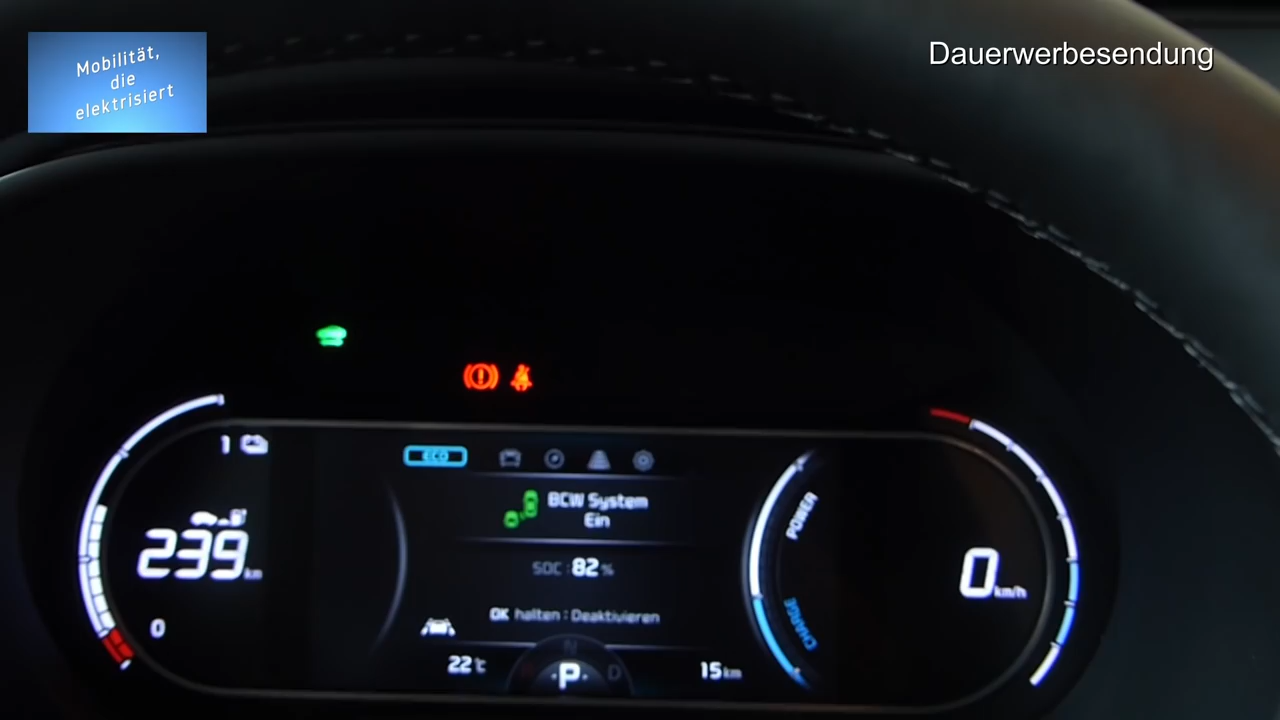 Mobilität,
die
elektrisiert
Dauerwerbesendung
1
ECO
BCW System
Ein
239 km
SOC : 82 %
POWER
0 km/h
0
OK halten : Deaktivieren
CHARGE
N
22 °C
R P D
15 km